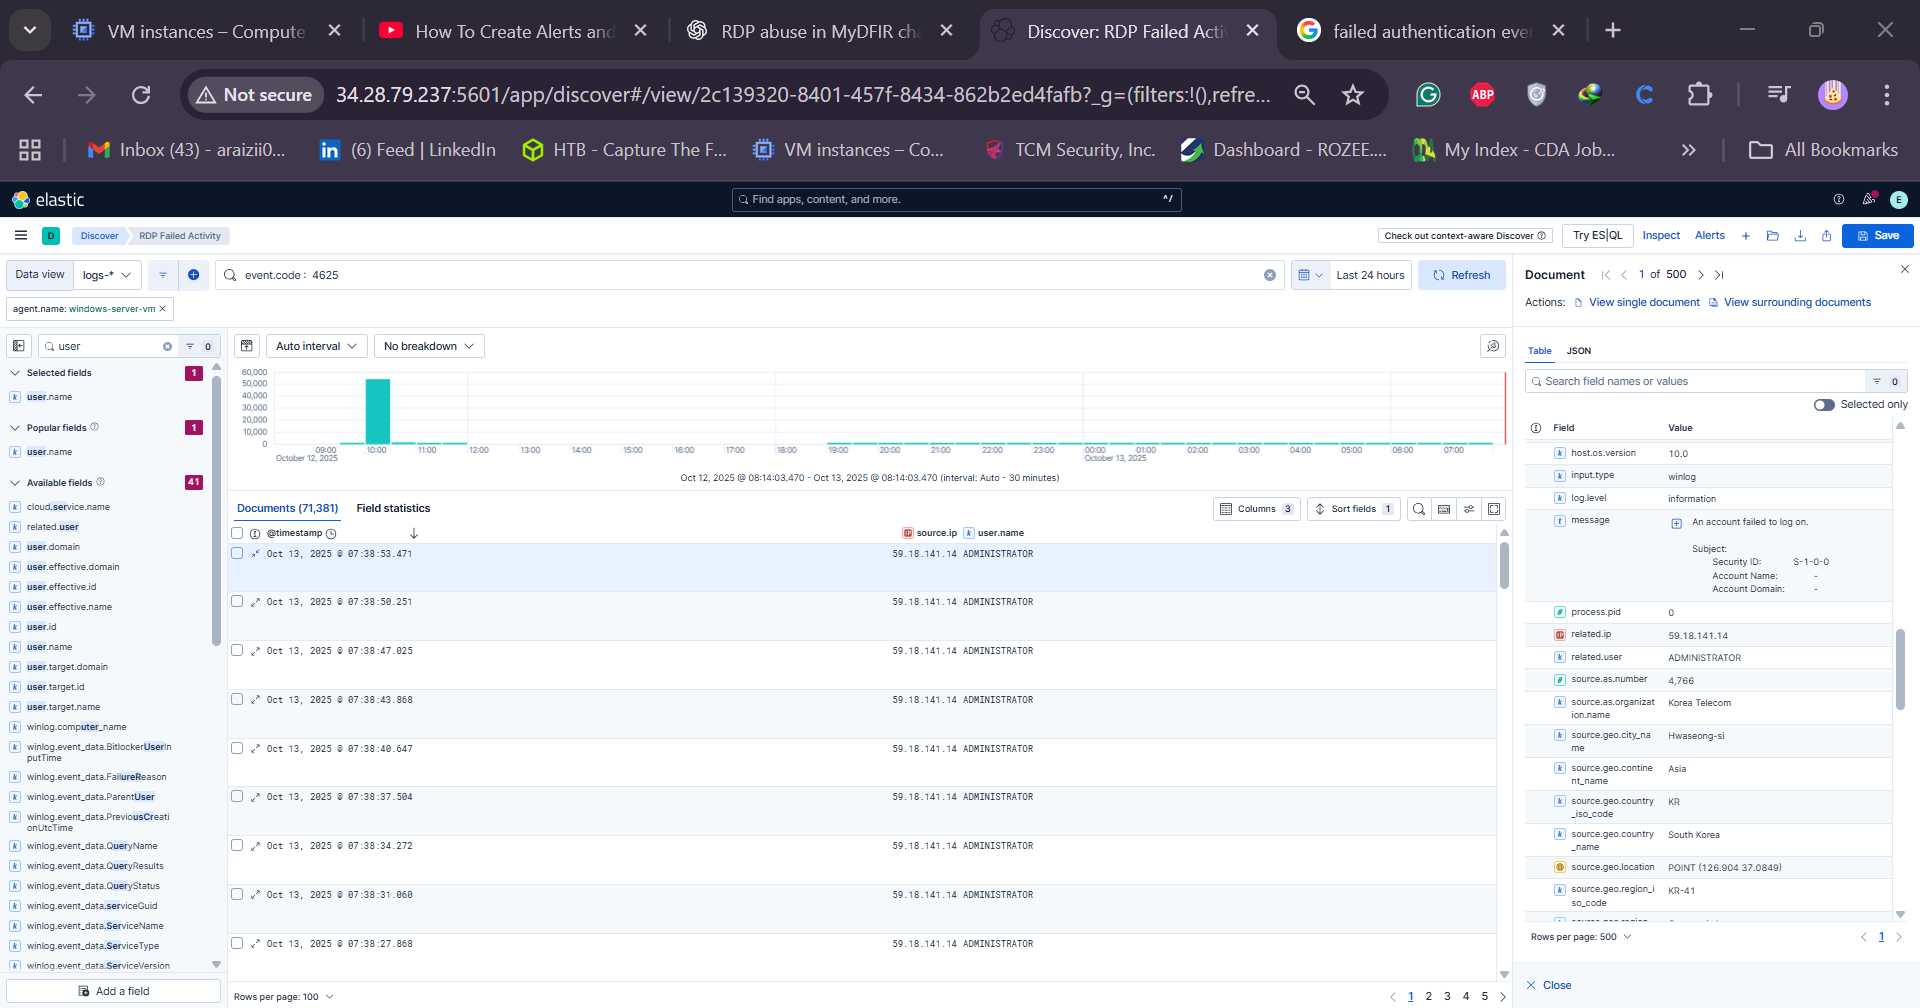 VM instances – Compute
How To Create Alerts and
RDP abuse in MyDFIR cha
Discover: RDP Failed Activ
failed authentication ever
Not secure
34.28.79.237:5601/app/discover#/view/2c139320-8401-457f-8434-862b2ed4fafb?_g=(filters:!(),refre...
ABP
Inbox (43) - araizii0...
(6) Feed | LinkedIn
HTB - Capture The F...
VM instances – Co...
TCM Security, Inc.
Dashboard - ROZEE....
My Index - CDA Job...
All Bookmarks
elastic
Find apps, content, and more.
^/
E
D
Discover
RDP Failed Activity
Check out context-aware Discover
Try ES|QL
Inspect
Alerts
Save
Data view
logs-*
event.code : 4625
Last 24 hours
Refresh
agent.name: windows-server-vm
user
0
Selected fields
1
user.name
Popular fields
1
user.name
Available fields
41
cloud.service.name
related.user
user.domain
user.effective.domain
user.effective.id
user.effective.name
user.id
user.name
user.target.domain
user.target.id
user.target.name
winlog.computer_name
winlog.event_data.BitlockerUserIn
putTime
winlog.event_data.FailureReason
winlog.event_data.ParentUser
winlog.event_data.PreviousCreati
onUtcTime
winlog.event_data.QueryName
winlog.event_data.QueryResults
winlog.event_data.QueryStatus
winlog.event_data.serviceGuid
winlog.event_data.ServiceName
winlog.event_data.ServiceType
winlog.event_data.ServiceVersion
Add a field
Auto interval
No breakdown
60,000
50,000
40,000
30,000
20,000
10,000
0
09:00 10:00 11:00 12:00 13:00 14:00 15:00 16:00 17:00 18:00 19:00 20:00 21:00 22:00 23:00 00:00 01:00 02:00 03:00 04:00 05:00 06:00 07:00
October 12, 2025
October 13, 2025
Oct 12, 2025 @ 08:14:03.470 - Oct 13, 2025 @ 08:14:03.470 (interval: Auto - 30 minutes)
Documents (71,381)
Field statistics
Columns 3
Sort fields 1
@timestamp source.ip user.name
Oct 13, 2025 @ 07:38:53.471 59.18.141.14 ADMINISTRATOR
Oct 13, 2025 @ 07:38:50.251 59.18.141.14 ADMINISTRATOR
Oct 13, 2025 @ 07:38:47.025 59.18.141.14 ADMINISTRATOR
Oct 13, 2025 @ 07:38:43.868 59.18.141.14 ADMINISTRATOR
Oct 13, 2025 @ 07:38:40.647 59.18.141.14 ADMINISTRATOR
Oct 13, 2025 @ 07:38:37.504 59.18.141.14 ADMINISTRATOR
Oct 13, 2025 @ 07:38:34.272 59.18.141.14 ADMINISTRATOR
Oct 13, 2025 @ 07:38:31.060 59.18.141.14 ADMINISTRATOR
Oct 13, 2025 @ 07:38:27.868 59.18.141.14 ADMINISTRATOR
Rows per page: 100
1 2 3 4 5
Document
1 of 500
Actions:
View single document
View surrounding documents
Table
JSON
Search field names or values
0
Selected only
Field Value
host.os.version 10.0
input.type winlog
log.level information
message An account failed to log on.
Subject:
Security ID: S-1-0-0
Account Name: -
Account Domain: -
process.pid 0
related.ip 59.18.141.14
related.user ADMINISTRATOR
source.as.number 4,766
source.as.organizat
ion.name Korea Telecom
source.geo.city_na
me Hwaseong-si
source.geo.contine
nt_name Asia
source.geo.country
_iso_code KR
source.geo.country
_name South Korea
source.geo.location POINT (126.904 37.0849)
source.geo.region_i
so_code KR-41
Rows per page: 500
1
Close